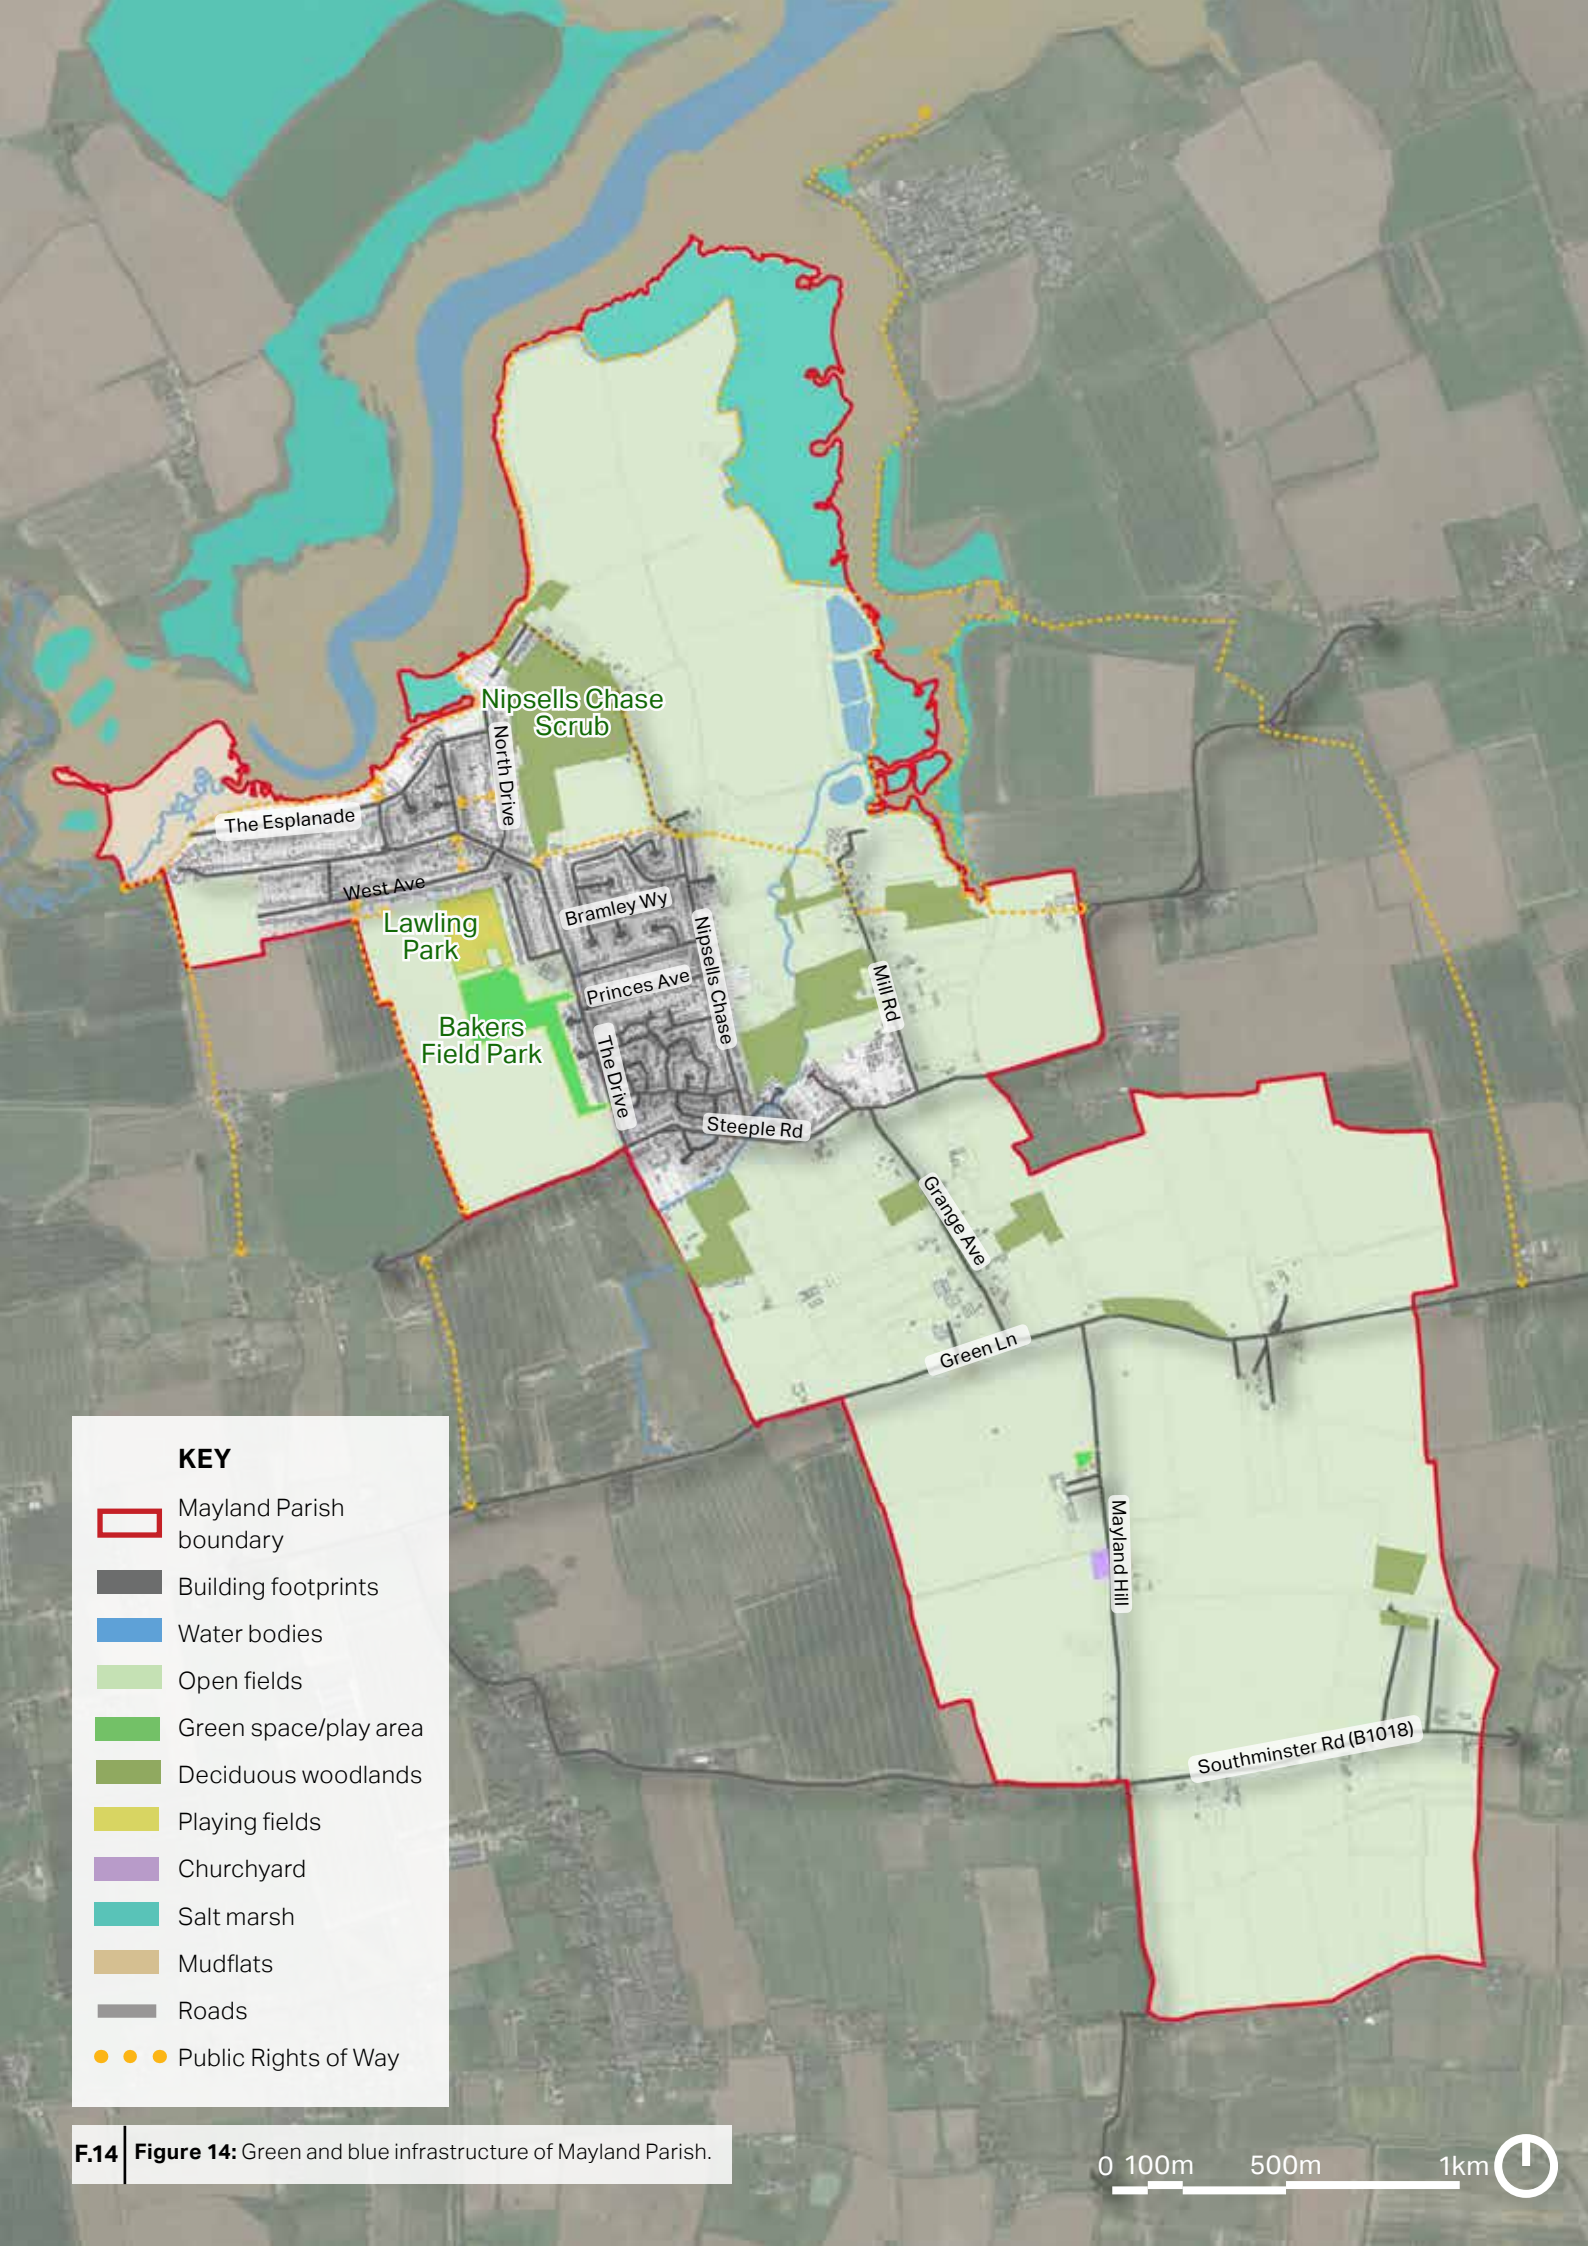 Nipsells Chase
Scrub
North Drive
The Esplanade
West Ave
Lawling
Park
Bramley Wy
Nipsells Chase
Princes Ave
Mill Rd
Bakers
Field Park
The Drive
Steeple Rd
Grange Ave
Green Ln
Mayland Hill
Southminster Rd (B1018)
KEY
Mayland Parish
boundary
Building footprints
Water bodies
Open fields
Green space/play area
Deciduous woodlands
Playing fields
Churchyard
Salt marsh
Mudflats
Roads
Public Rights of Way
F.14 Figure 14: Green and blue infrastructure of Mayland Parish.
0 100m 500m 1km